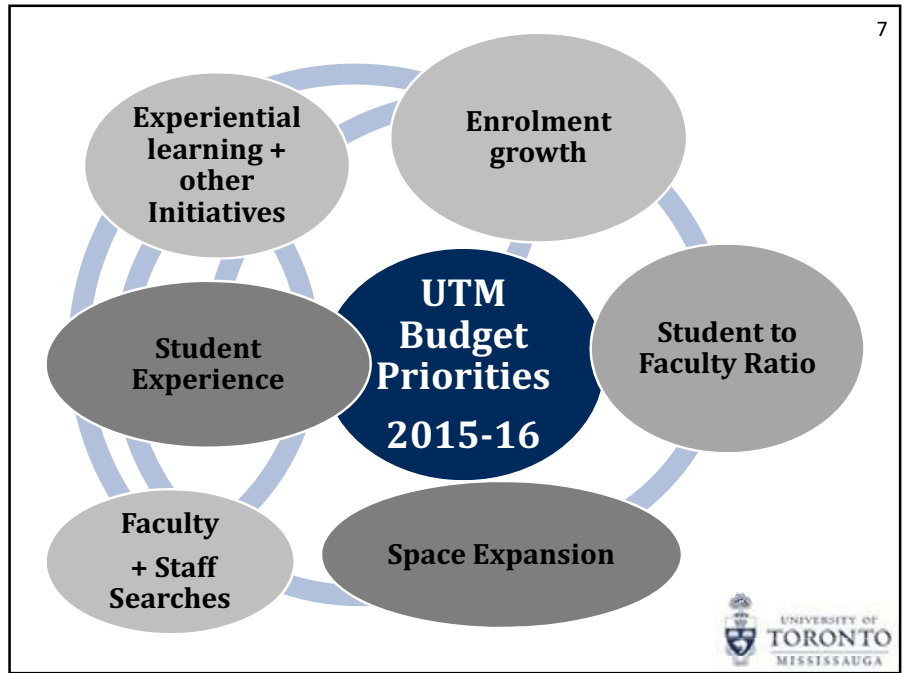 7
Experiential
learning +
other
Initiatives
Enrolment
growth
UTM
Budget
Priorities
2015-16
Student to
Faculty Ratio
Student
Experience
Faculty
+ Staff
Searches
Space Expansion
UNIVERSITY OF
TORONTO
MISSISSAUGA